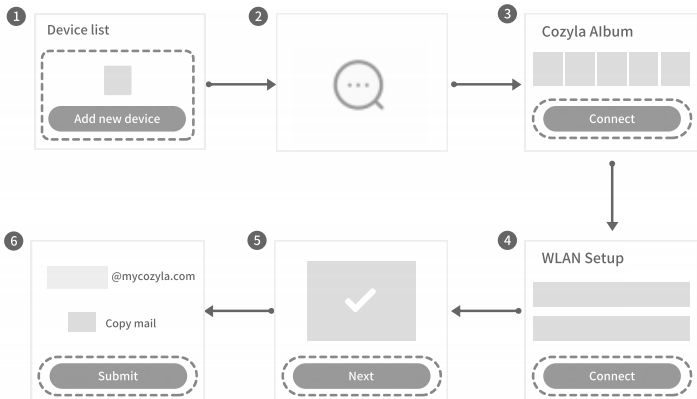 1
Device list
Add new device
2
3
Cozyla Album
Connect
4
WLAN Setup
Connect
5
Next
6
@mycozyla.com
Copy mail
Submit